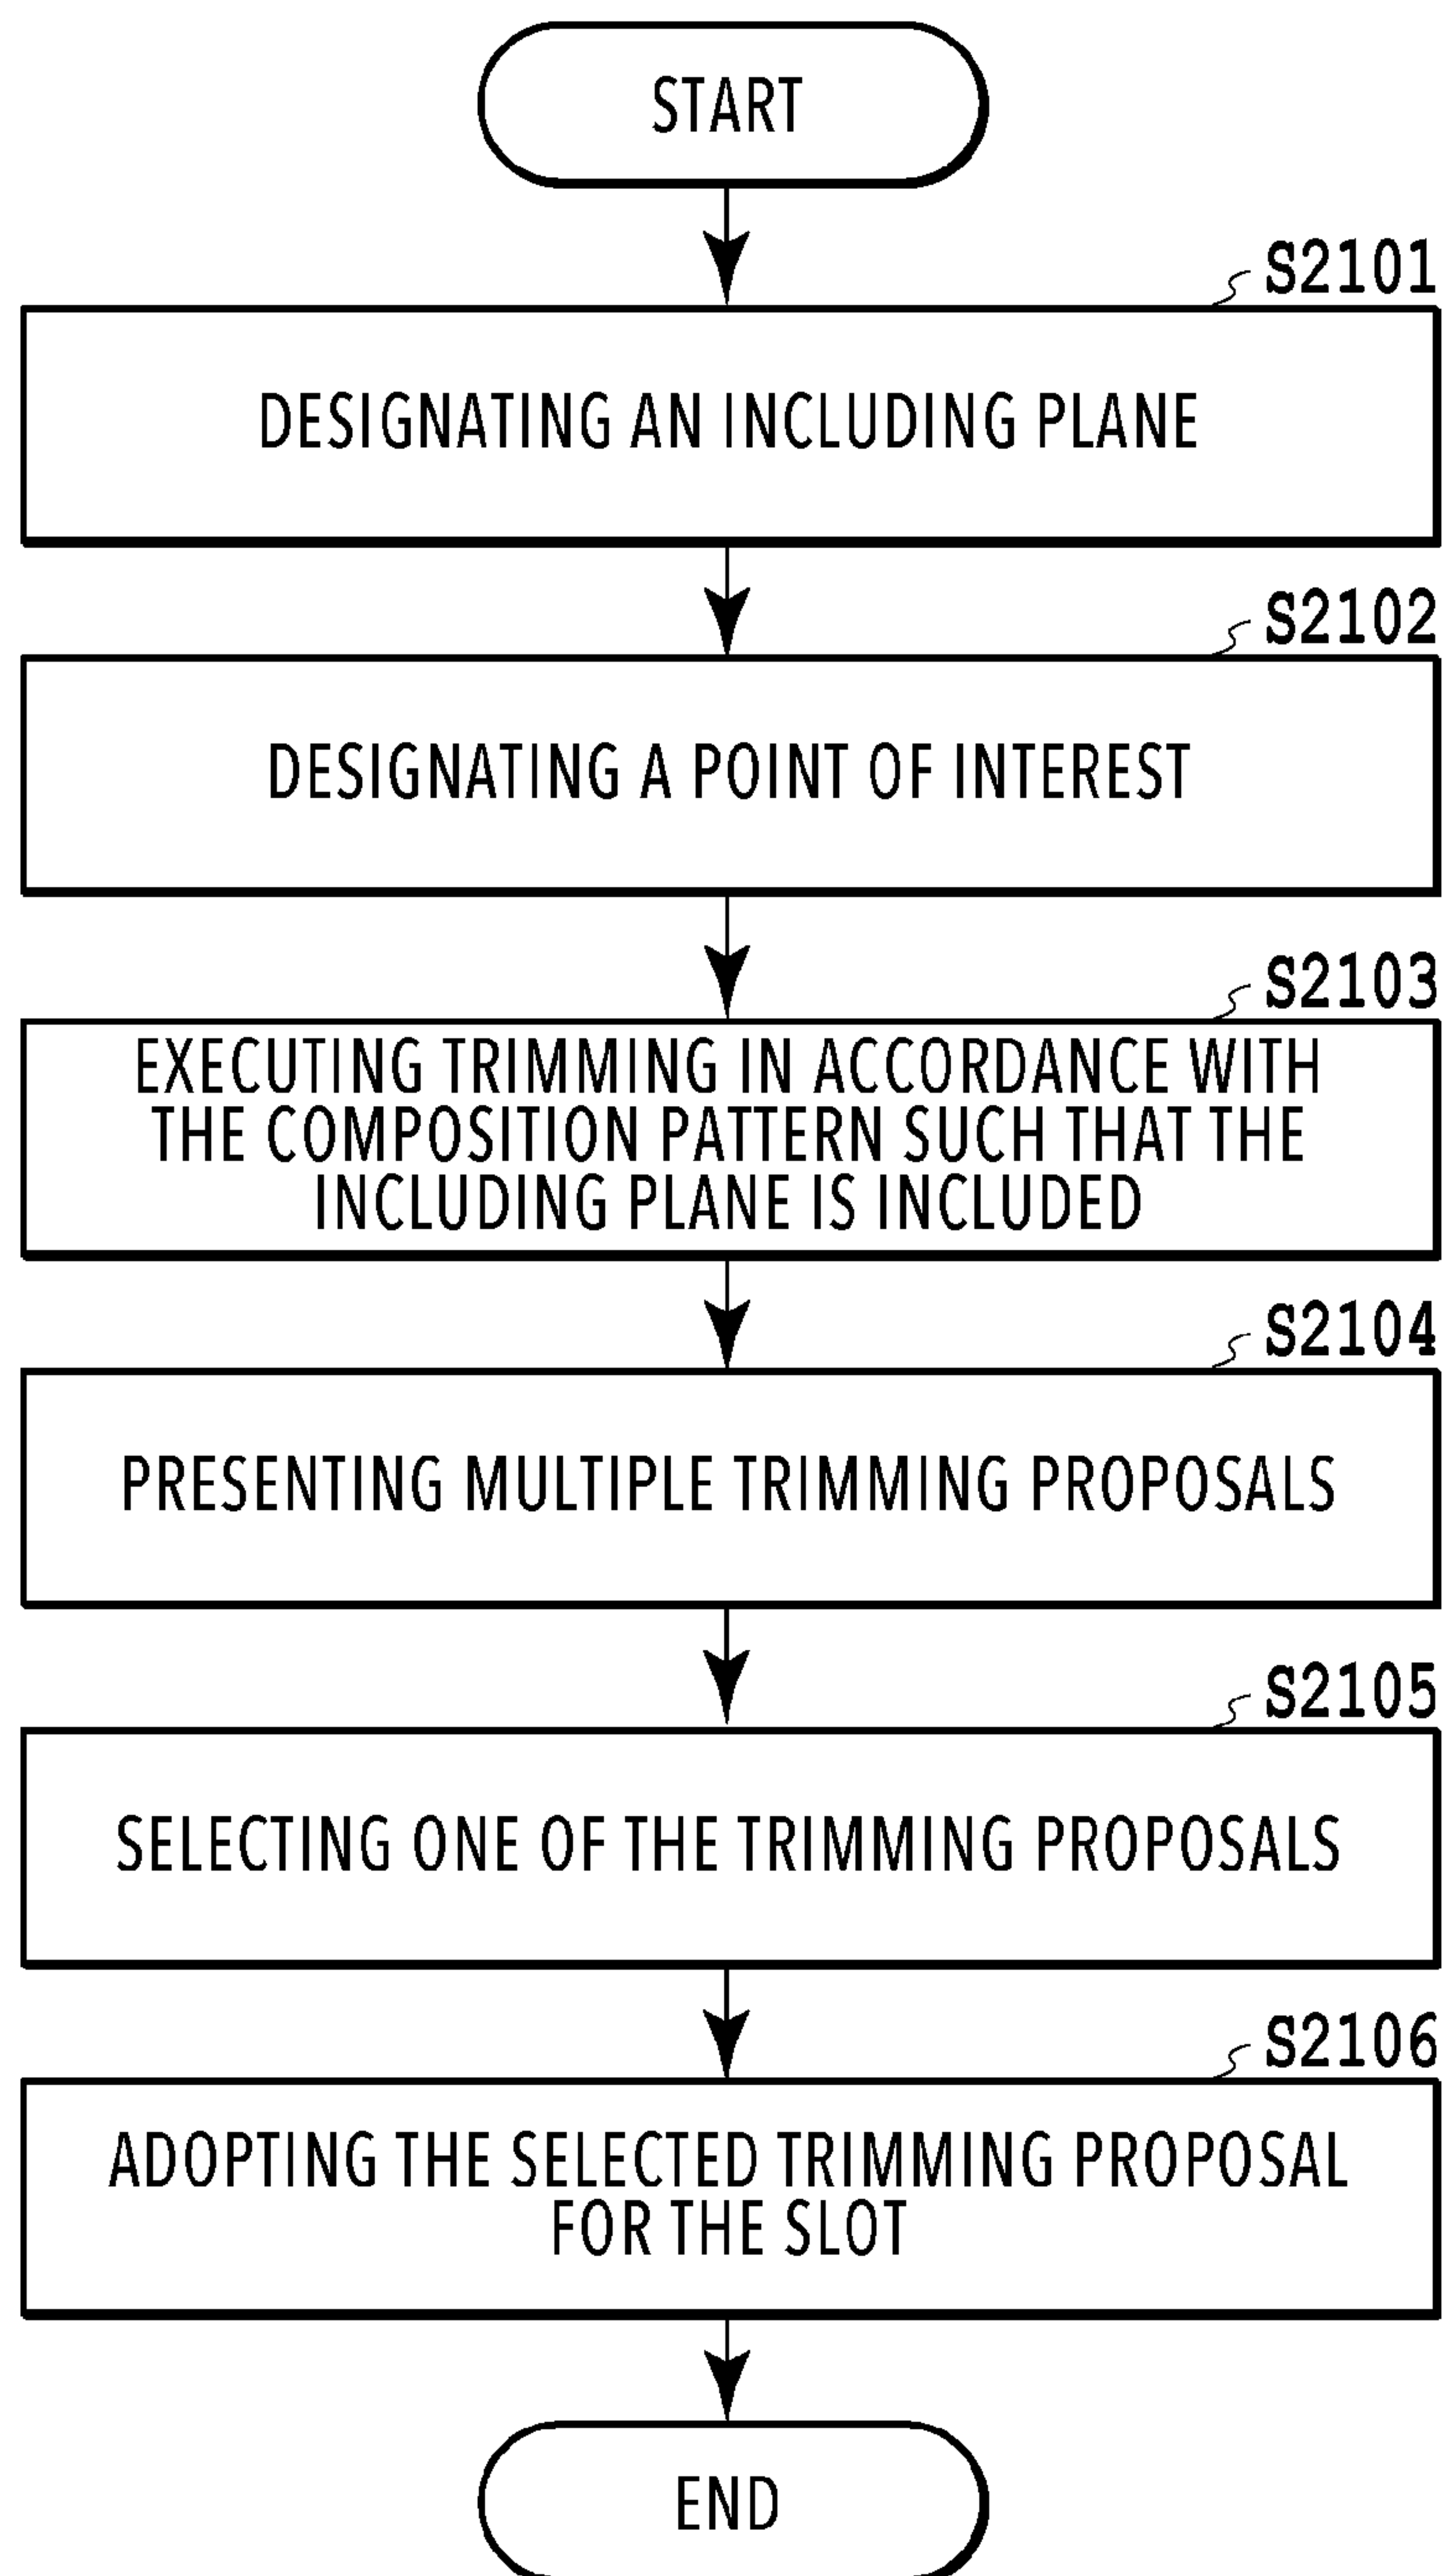 START
S2101
DESIGNATING AN INCLUDING PLANE
S2102
DESIGNATING A POINT OF INTEREST
S2103
EXECUTING TRIMMING IN ACCORDANCE WITH
THE COMPOSITION PATTERN SUCH THAT THE
INCLUDING PLANE IS INCLUDED
S2104
PRESENTING MULTIPLE TRIMMING PROPOSALS
S2105
SELECTING ONE OF THE TRIMMING PROPOSALS
S2106
ADOPTING THE SELECTED TRIMMING PROPOSAL
FOR THE SLOT
END